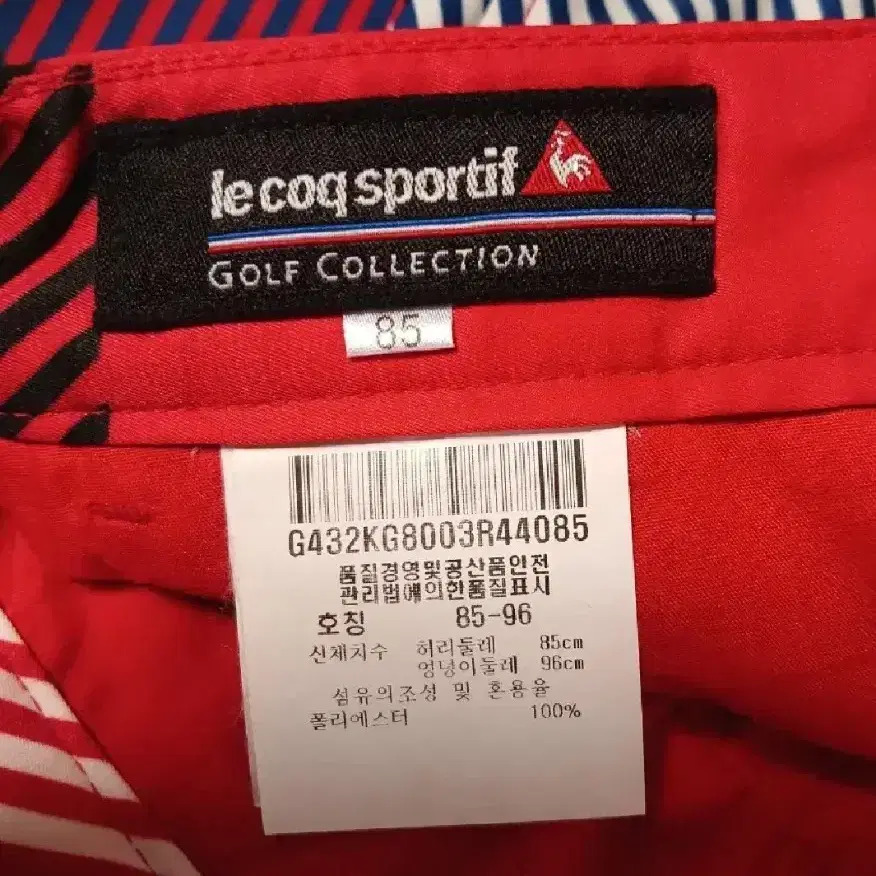 le coq sportif
GOLF COLLECTION
85
G432KG8003R44085
품질경영및공산품안전
관리법에의한품질표시
호칭 85-96
신체치수 허리둘레 85cm
엉덩이둘레 96cm
섬유의조성 및 혼용율
폴리에스터 100%